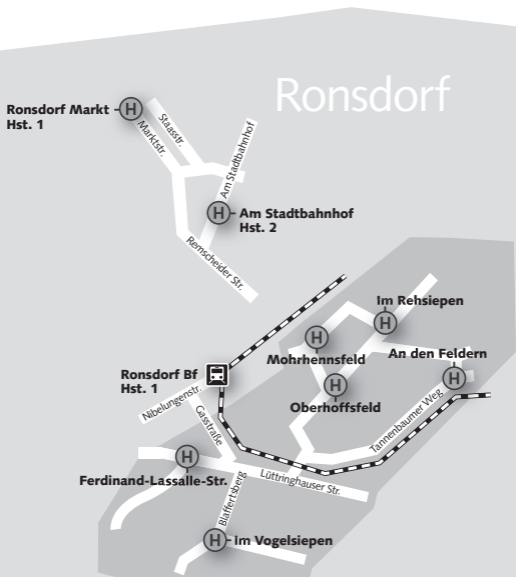 Ronsdorf
Ronsdorf Markt
Hst. 1
H
Staasstr.
Marktstr.
Am Stadtbahnhof
H
Am Stadtbahnhof
Hst. 2
Remscheider Str.
Im Rehsiepen
H
H
Mohrhennsfeld
An den Feldern
H
Ronsdorf Bf
Hst. 1
H
Oberhoffsfeld
Nibelungenstr.
Gasstraße
Tannenbaumer Weg
H
Ferdinand-Lassalle-Str.
Lüttringhauser Str.
Blaffertsberg
H
Im Vogelsiepen